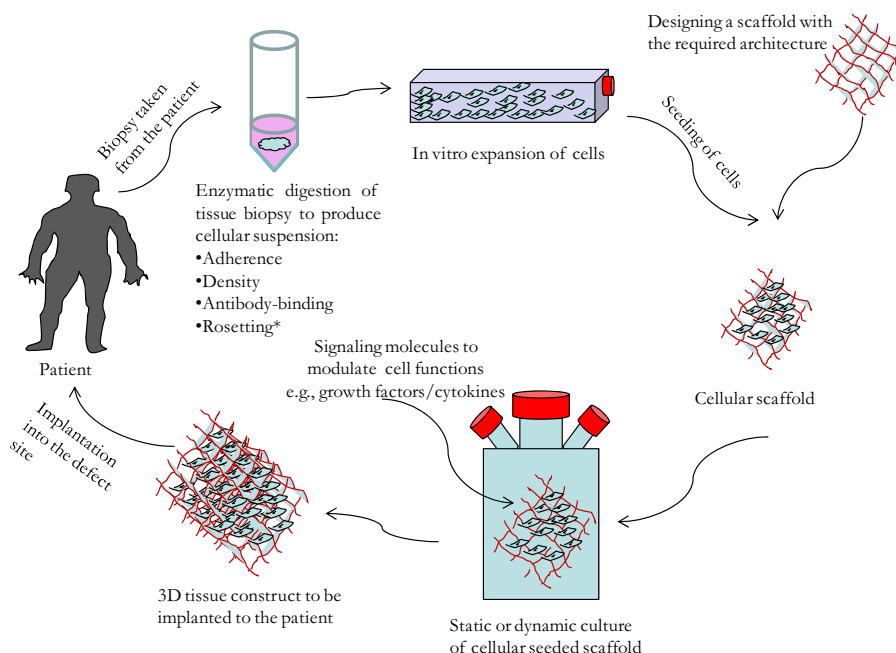 Designing a scaffold with
the required architecture
Biopsy taken
from the patient
In vitro expansion of cells
Seeding of
cells
Enzymatic digestion of
tissue biopsy to produce
cellular suspension:
•Adherence
•Density
•Antibody-binding
•Rosetting*
Patient
Signaling molecules to
modulate cell functions
e.g., growth factors/cytokines
Cellular scaffold
Implantation
into the defect
site
3D tissue construct to be
implanted to the patient
Static or dynamic culture
of cellular seeded scaffold